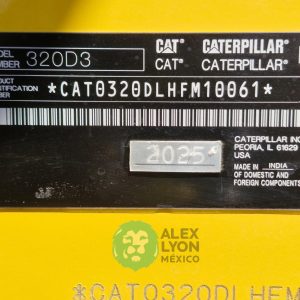 MODEL NUMBER 320D3 CAT® CATERPILLAR®
CAT® CATERPILLAR
PRODUCT IDENTIFICATION NUMBER
*CAT0320DLHFM10061*
2025
CATERPILLAR INC
PEORIA, IL 61629
USA
MADE IN INDIA
OF DOMESTIC AND
FOREIGN COMPONENTS
ALEX
LYON
MÉXICO
*CAT0320DLHFM